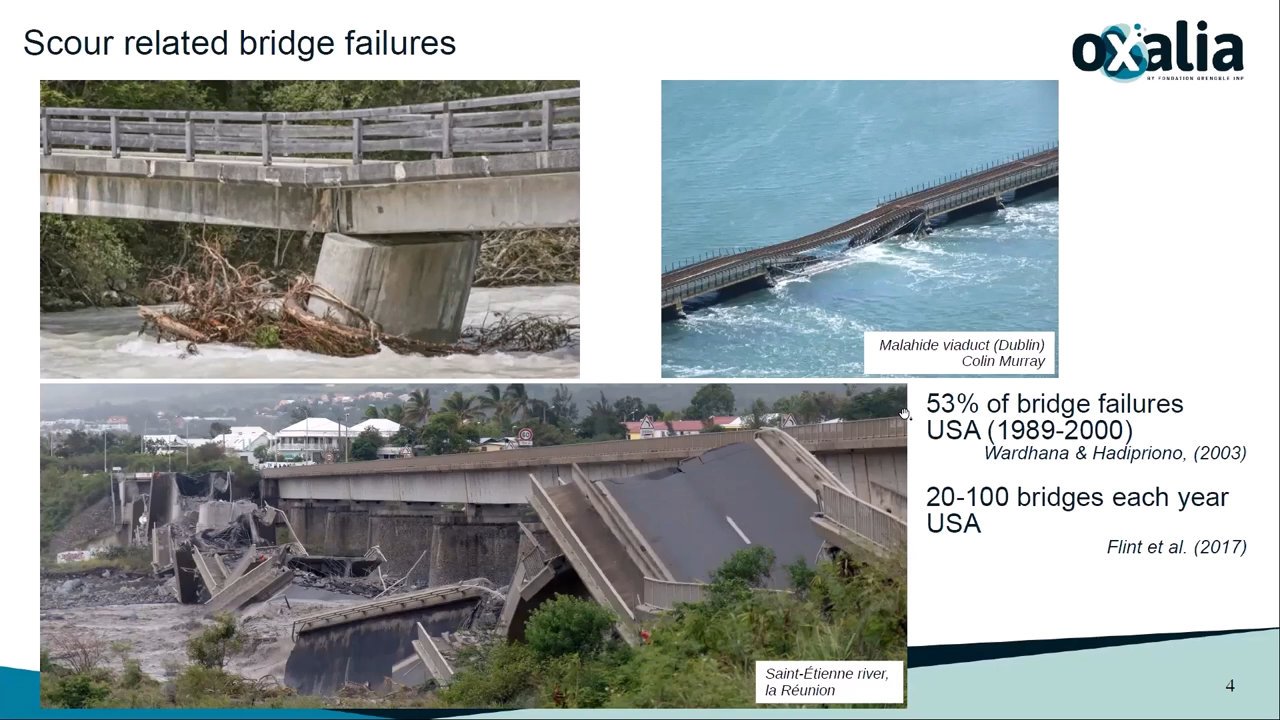 Scour related bridge failures
oxalia
BY FONDATION GRENOBLE INP
Malahide viaduct (Dublin)
Colin Murray
53% of bridge failures
USA (1989-2000)
Wardhana & Hadipriono, (2003)
20-100 bridges each year
USA
Flint et al. (2017)
Saint-Étienne river,
la Réunion
4